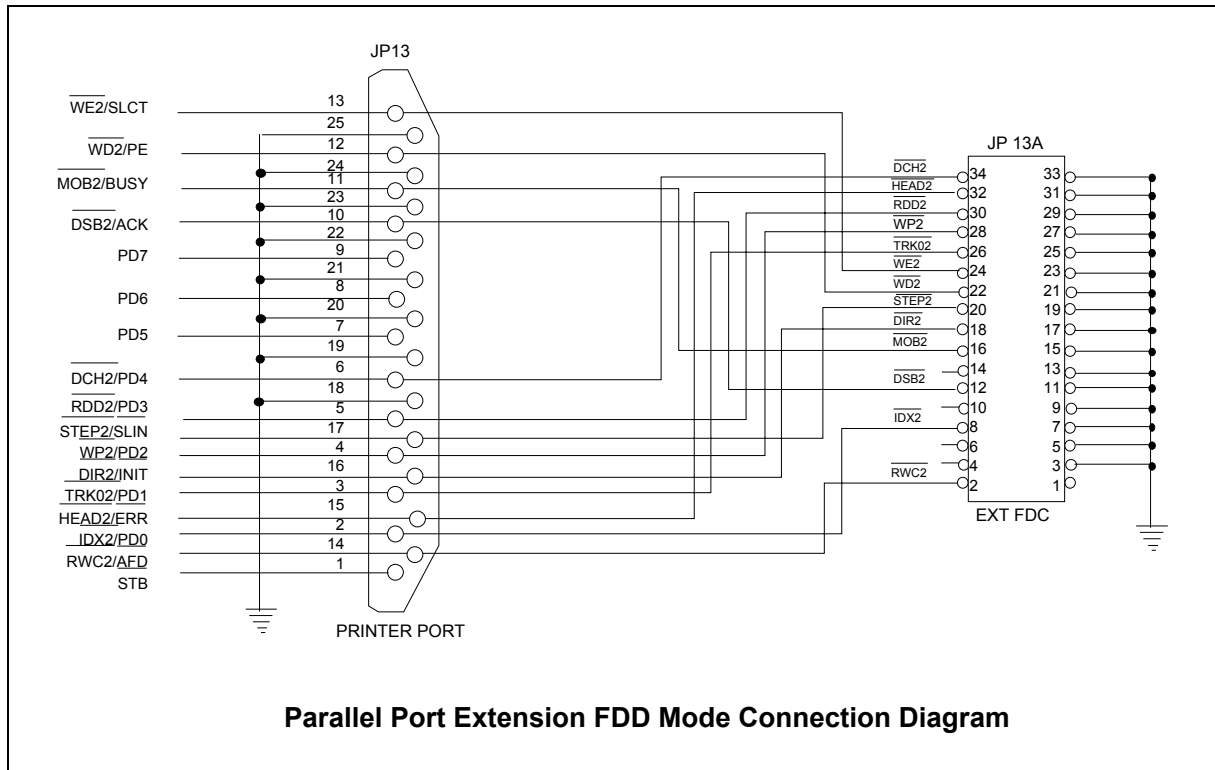 JP13
WE2/SLCT
WD2/PE
MOB2/BUSY
DSB2/ACK
PD7
PD6
PD5
DCH2/PD4
RDD2/PD3
STEP2/SLIN
WP2/PD2
DIR2/INIT
TRK02/PD1
HEAD2/ERR
IDX2/PD0
RWC2/AFD
STB
13
25
12
24
11
23
10
22
9
21
8
20
7
19
6
18
5
17
4
16
3
15
2
14
1
PRINTER PORT
JP 13A
DCH2
HEAD2
RDD2
WP2
TRK02
WE2
WD2
STEP2
DIR2
MOB2
DSB2
IDX2
RWC2
34 33
32 31
30 29
28 27
26 25
24 23
22 21
20 19
18 17
16 15
14 13
12 11
10 9
8 7
6 5
4 3
2 1
EXT FDC
Parallel Port Extension FDD Mode Connection Diagram